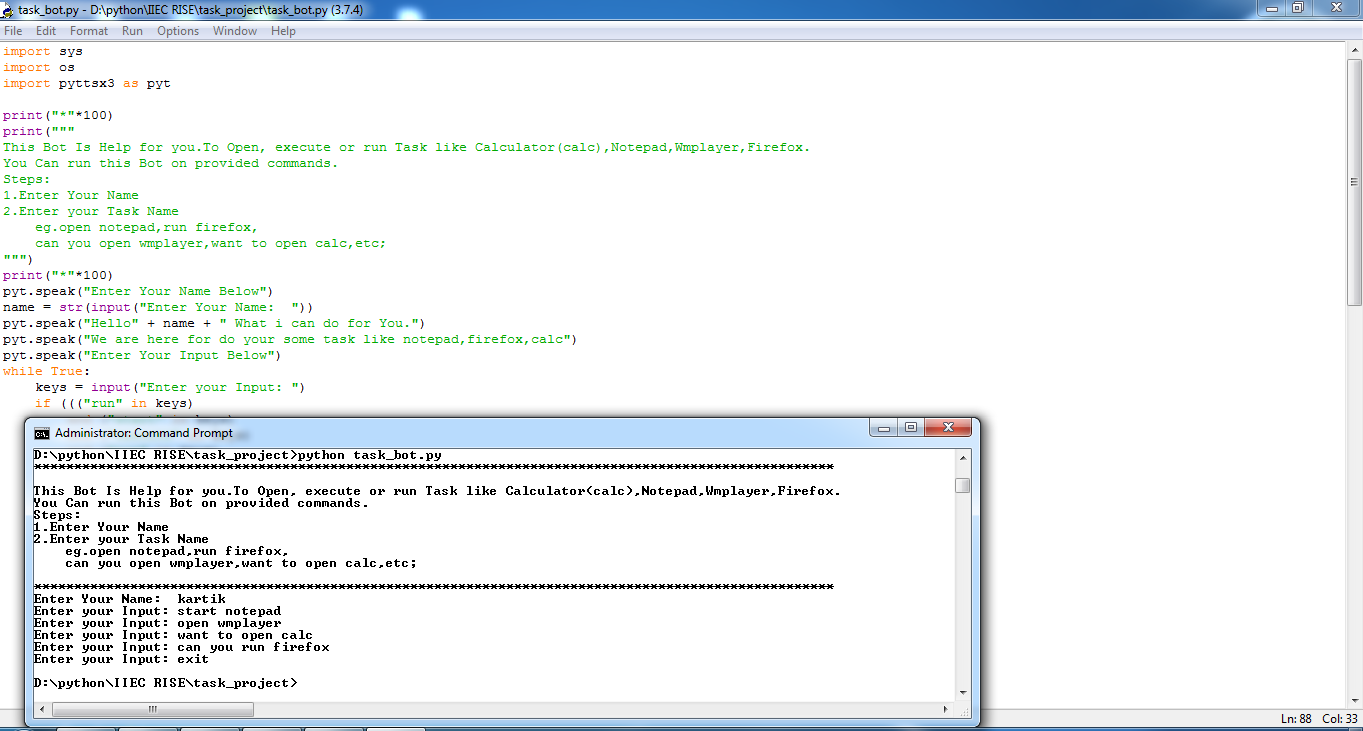 task_bot.py - D:\python\IIEC RISE\task_project\task_bot.py (3.7.4)
File Edit Format Run Options Window Help
import sys
import os
import pyttsx3 as pyt
print("*"*100)
print("""
This Bot Is Help for you.To Open, execute or run Task like Calculator(calc),Notepad,Wmplayer,Firefox.
You Can run this Bot on provided commands.
Steps:
1.Enter Your Name
2.Enter your Task Name
    eg.open notepad,run firefox,
    can you open wmplayer,want to open calc,etc;
""")
print("*"*100)
pyt.speak("Enter Your Name Below")
name = str(input("Enter Your Name:  "))
pyt.speak("Hello" + name + " What i can do for You.")
pyt.speak("We are here for do your some task like notepad,firefox,calc")
pyt.speak("Enter Your Input Below")
while True:
    keys = input("Enter your Input: ")
    if ((("run" in keys)
Administrator: Command Prompt
D:\python\IIEC RISE\task_project>python task_bot.py
****************************************************************************************************
This Bot Is Help for you.To Open, execute or run Task like Calculator(calc),Notepad,Wmplayer,Firefox.
You Can run this Bot on provided commands.
Steps:
1.Enter Your Name
2.Enter your Task Name
    eg.open notepad,run firefox,
    can you open wmplayer,want to open calc,etc;
****************************************************************************************************
Enter Your Name:  kartik
Enter your Input: start notepad
Enter your Input: open wmplayer
Enter your Input: want to open calc
Enter your Input: can you run firefox
Enter your Input: exit
D:\python\IIEC RISE\task_project>
Ln: 88 Col: 33